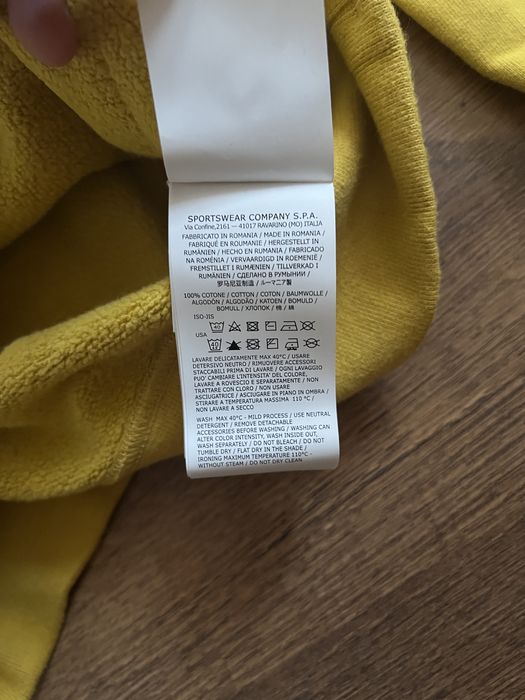 SPORTSWEAR COMPANY S.P.A.
Via Confine,2161 — 41017 RAVARINO (MO) ITALIA
FABBRICATO IN ROMANIA / MADE IN ROMANIA /
FABRIQUÉ EN ROUMANIE / HERGESTELLT IN
RUMÄNIEN / HECHO EN RUMANIA / FABRICADO
NA ROMÉNIA / VERVAARDIGD IN ROEMENIË /
FREMSTILLET I RUMÆNIEN / TILLVERKAD I
RUMÄNIEN / СДЕЛАНО В РУМЫНИИ /
罗马尼亚制造 / ルーマニア製
100% COTONE / COTTON / COTON / BAUMWOLLE /
ALGODÓN / ALGODÃO / KATOEN / BOMULD /
BOMULL / ХЛОПОК / 棉 / 綿
ISO-JIS
40
USA
40
LAVARE DELICATAMENTE MAX 40°C / USARE
DETERSIVO NEUTRO / RIMUOVERE ACCESSORI
STACCABILI PRIMA DI LAVARE / OGNI LAVAGGIO
PUO' CAMBIARE L'INTENSITA' DEL COLORE,
LAVARE A ROVESCIO E SEPARATAMENTE / NON
TRATTARE CON CLORO / NON USARE
ASCIUGATRICE / ASCIUGARE IN PIANO IN OMBRA /
STIRARE A TEMPERATURA MASSIMA 110 °C /
NON LAVARE A SECCO
WASH MAX 40°C - MILD PROCESS / USE NEUTRAL
DETERGENT / REMOVE DETACHABLE
ACCESSORIES BEFORE WASHING / WASHING CAN
ALTER COLOR INTENSITY, WASH INSIDE OUT,
WASH SEPARATELY / DO NOT BLEACH / DO NOT
TUMBLE DRY / FLAT DRY IN THE SHADE /
IRONING MAXIMUM TEMPERATURE 110°C -
WITHOUT STEAM / DO NOT DRY CLEAN